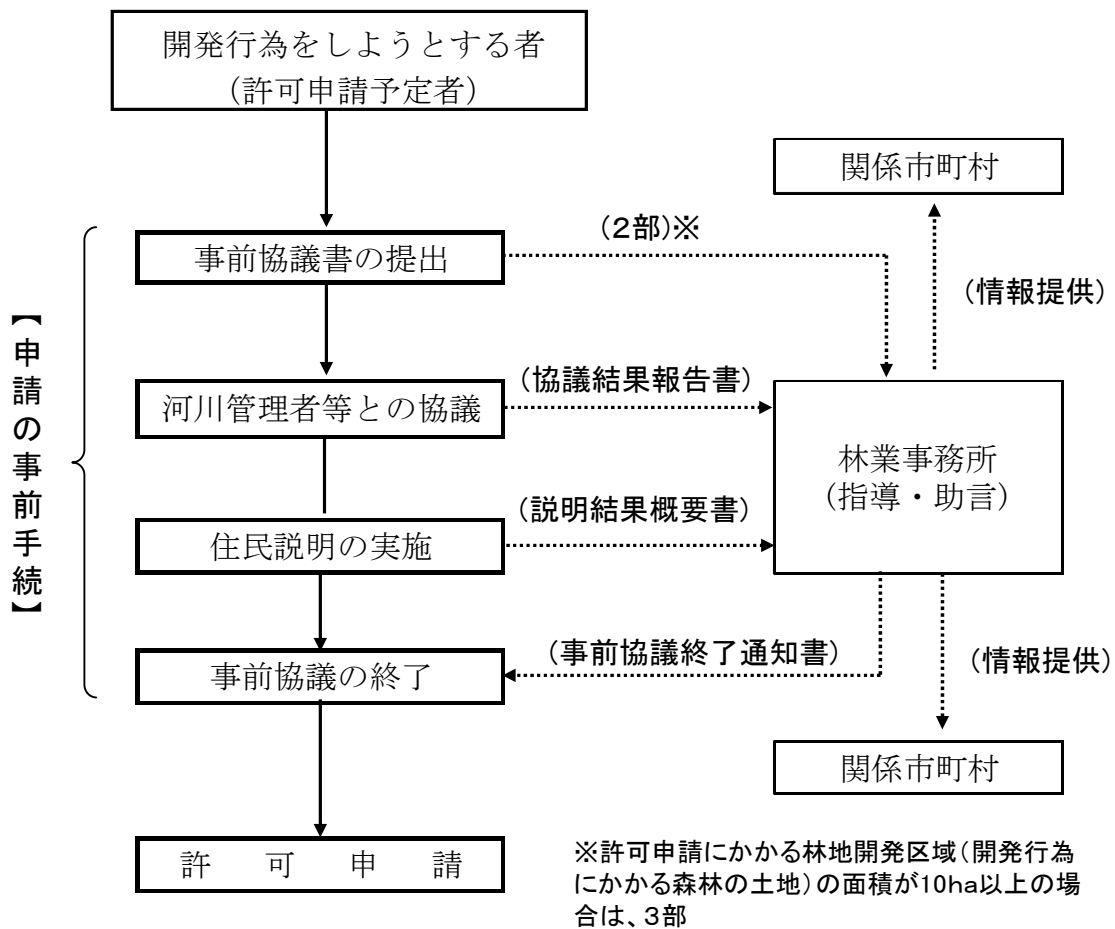 開発行為をしようとする者
（許可申請予定者）
関係市町村
（２部）※
事前協議書の提出
（情報提供）
【申請の事前手続】
（協議結果報告書）
河川管理者等との協議
林業事務所
（指導・助言）
（説明結果概要書）
住民説明の実施
（事前協議終了通知書）
（情報提供）
事前協議の終了
関係市町村
許　可　申　請
※許可申請にかかる林地開発区域（開発行為
にかかる森林の土地）の面積が10ha以上の場
合は、３部